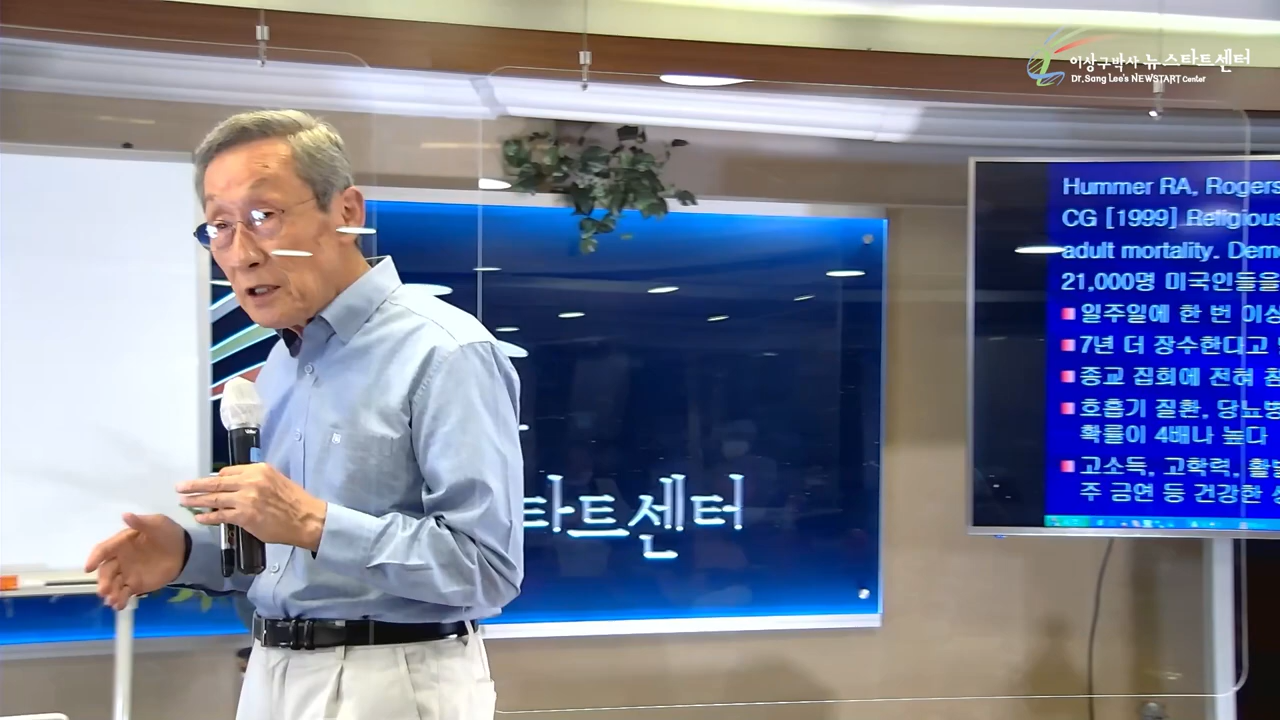 이상구박사 뉴스타트센터
Dr. Sang Lee's NEWSTART Center
타트센터
Hummer RA, Rogers
CG [1999] Religious
adult mortality.
21,000명 미국인들을
일주일에 한 번 이상
7년 더 장수한다고
종교 집회에 전혀
호흡기 질환, 당뇨병
확률이 4배나 높다
고소득, 고학력,
주 금연 등 건강한